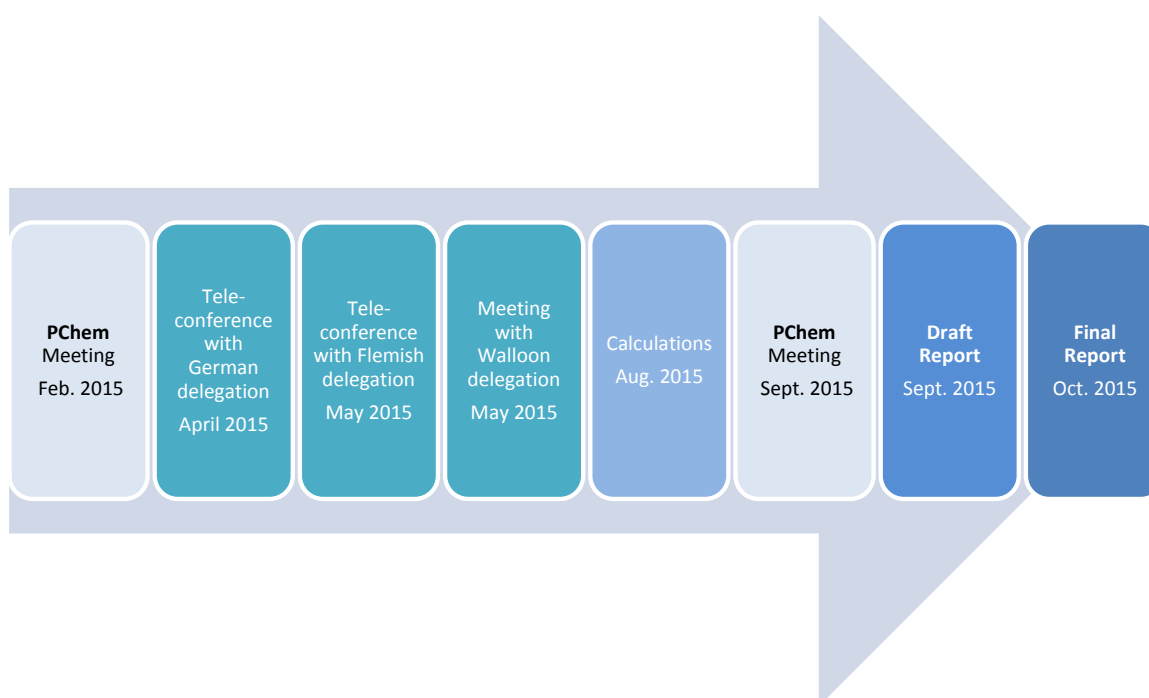 PChem
Meeting
Feb. 2015
Tele-
conference
with
German
delegation
April 2015
Tele-
conference
with Flemish
delegation
May 2015
Meeting
with
Walloon
delegation
May 2015
Calculations
Aug. 2015
PChem
Meeting
Sept. 2015
Draft
Report
Sept. 2015
Final
Report
Oct. 2015